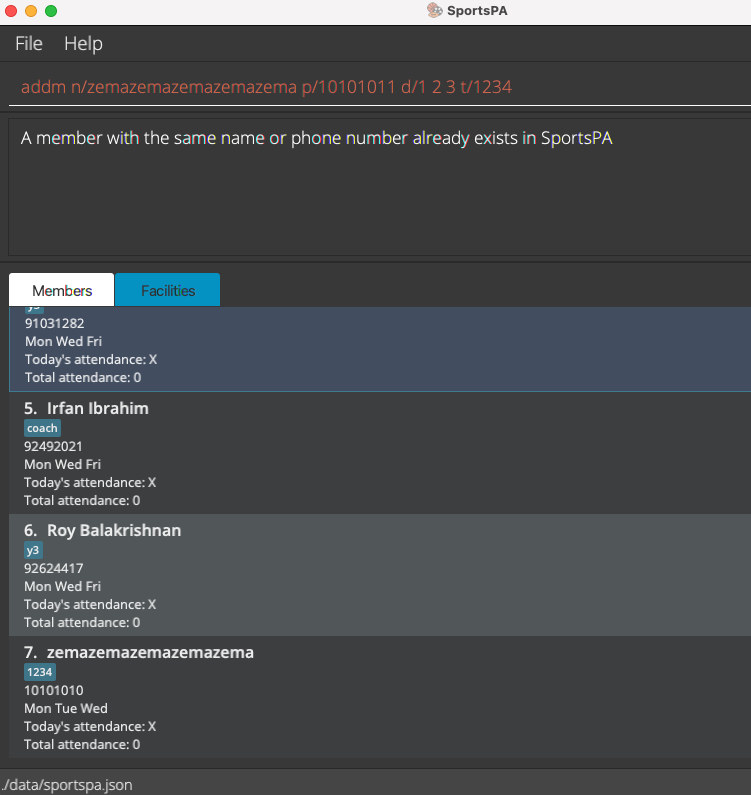 SportsPA
File Help
addm n/zemazemazemazemazema p/10101011 d/1 2 3 t/1234
A member with the same name or phone number already exists in SportsPA
Members Facilities
91031282
Mon Wed Fri
Today's attendance: X
Total attendance: 0
5. Irfan Ibrahim
coach
92492021
Mon Wed Fri
Today's attendance: X
Total attendance: 0
6. Roy Balakrishnan
y3
92624417
Mon Wed Fri
Today's attendance: X
Total attendance: 0
7. zemazemazemazemazema
1234
10101010
Mon Tue Wed
Today's attendance: X
Total attendance: 0
./data/sportspa.json